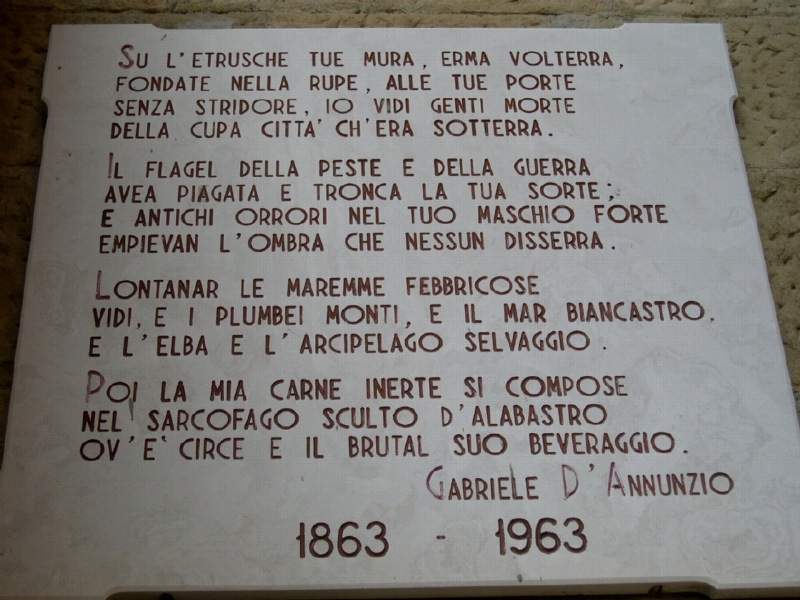 SU L'ETRUSCHE TUE MURA, ERMA VOLTERRA,
FONDATE NELLA RUPE, ALLE TUE PORTE
SENZA STRIDORE, IO VIDI GENTI MORTE
DELLA CUPA CITTA' CH'ERA SOTTERRA.
IL FLAGEL DELLA PESTE E DELLA GUERRA
AVEA PIAGATA E TRONCA LA TUA SORTE;
E ANTICHI ORRORI NEL TUO MASCHIO FORTE
EMPIEVAN L'OMBRA CHE NESSUN DISSERRA.
LONTANAR LE MAREMME FEBBRICOSE
VIDI, E I PLUMBEI MONTI, E IL MAR BIANCASTRO,
E L'ELBA E L'ARCIPELAGO SELVAGGIO.
POI LA MIA CARNE INERTE SI COMPOSE
NEL SARCOFAGO SCULTO D'ALABASTRO
OV'E' CIRCE E IL BRUTAL SUO BEVERAGGIO.
GABRIELE D'ANNUNZIO
1863 - 1963